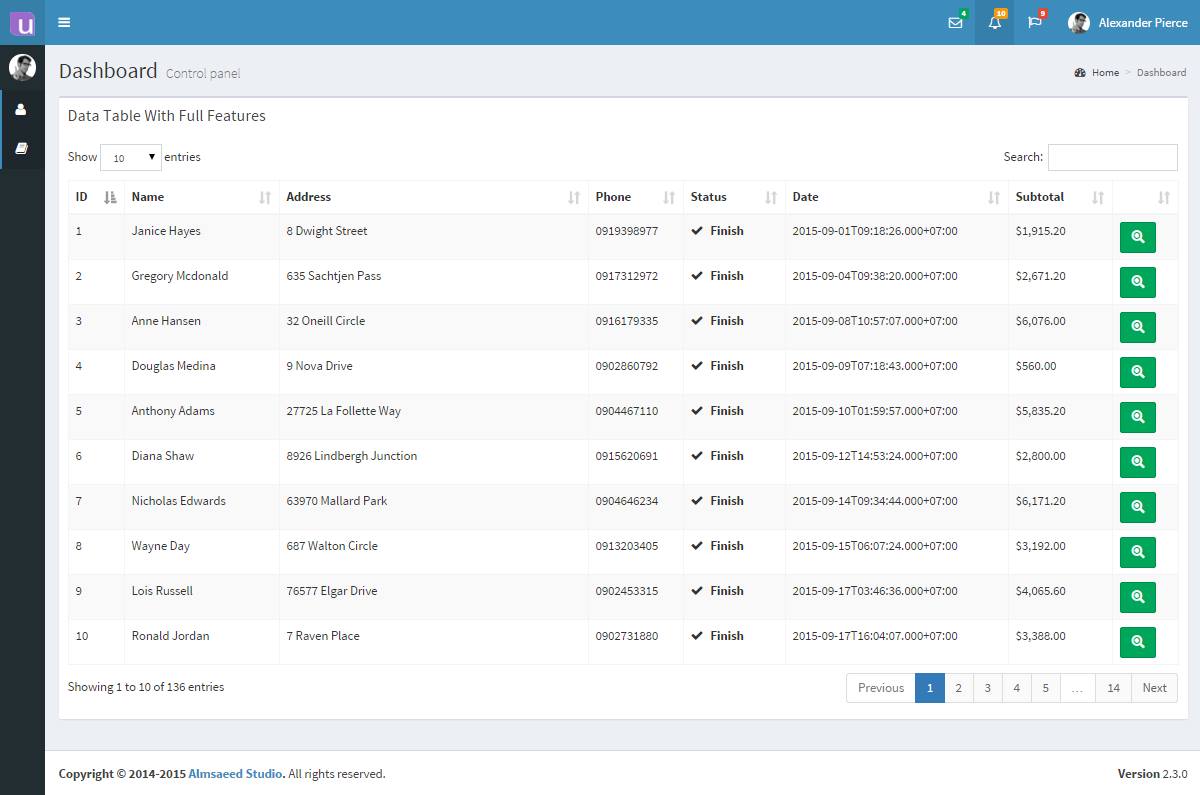 u
4
10
9
Alexander Pierce
Dashboard Control panel
Home > Dashboard
Data Table With Full Features
Show 10 entries
Search:
ID Name Address Phone Status Date Subtotal
1 Janice Hayes 8 Dwight Street 0919398977 Finish 2015-09-01T09:18:26.000+07:00 $1,915.20
2 Gregory Mcdonald 635 Sachtjen Pass 0917312972 Finish 2015-09-04T09:38:20.000+07:00 $2,671.20
3 Anne Hansen 32 Oneill Circle 0916179335 Finish 2015-09-08T10:57:07.000+07:00 $6,076.00
4 Douglas Medina 9 Nova Drive 0902860792 Finish 2015-09-09T07:18:43.000+07:00 $560.00
5 Anthony Adams 27725 La Follette Way 0904467110 Finish 2015-09-10T01:59:57.000+07:00 $5,835.20
6 Diana Shaw 8926 Lindbergh Junction 0915620691 Finish 2015-09-12T14:53:24.000+07:00 $2,800.00
7 Nicholas Edwards 63970 Mallard Park 0904646234 Finish 2015-09-14T09:34:44.000+07:00 $6,171.20
8 Wayne Day 687 Walton Circle 0913203405 Finish 2015-09-15T06:07:24.000+07:00 $3,192.00
9 Lois Russell 76577 Elgar Drive 0902453315 Finish 2015-09-17T03:46:36.000+07:00 $4,065.60
10 Ronald Jordan 7 Raven Place 0902731880 Finish 2015-09-17T16:04:07.000+07:00 $3,388.00
Showing 1 to 10 of 136 entries
Previous 1 2 3 4 5 … 14 Next
Copyright © 2014-2015 Almsaeed Studio. All rights reserved.
Version 2.3.0